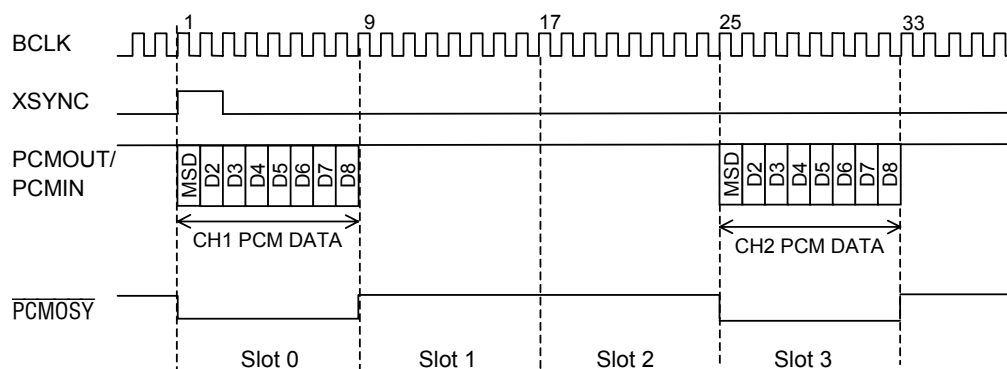 1 9 17 25 33
BCLK
XSYNC
PCMOUT/
PCMIN
MSD D2 D3 D4 D5 D6 D7 D8
MSD D2 D3 D4 D5 D6 D7 D8
CH1 PCM DATA
CH2 PCM DATA
PCMOSY
Slot 0 Slot 1 Slot 2 Slot 3